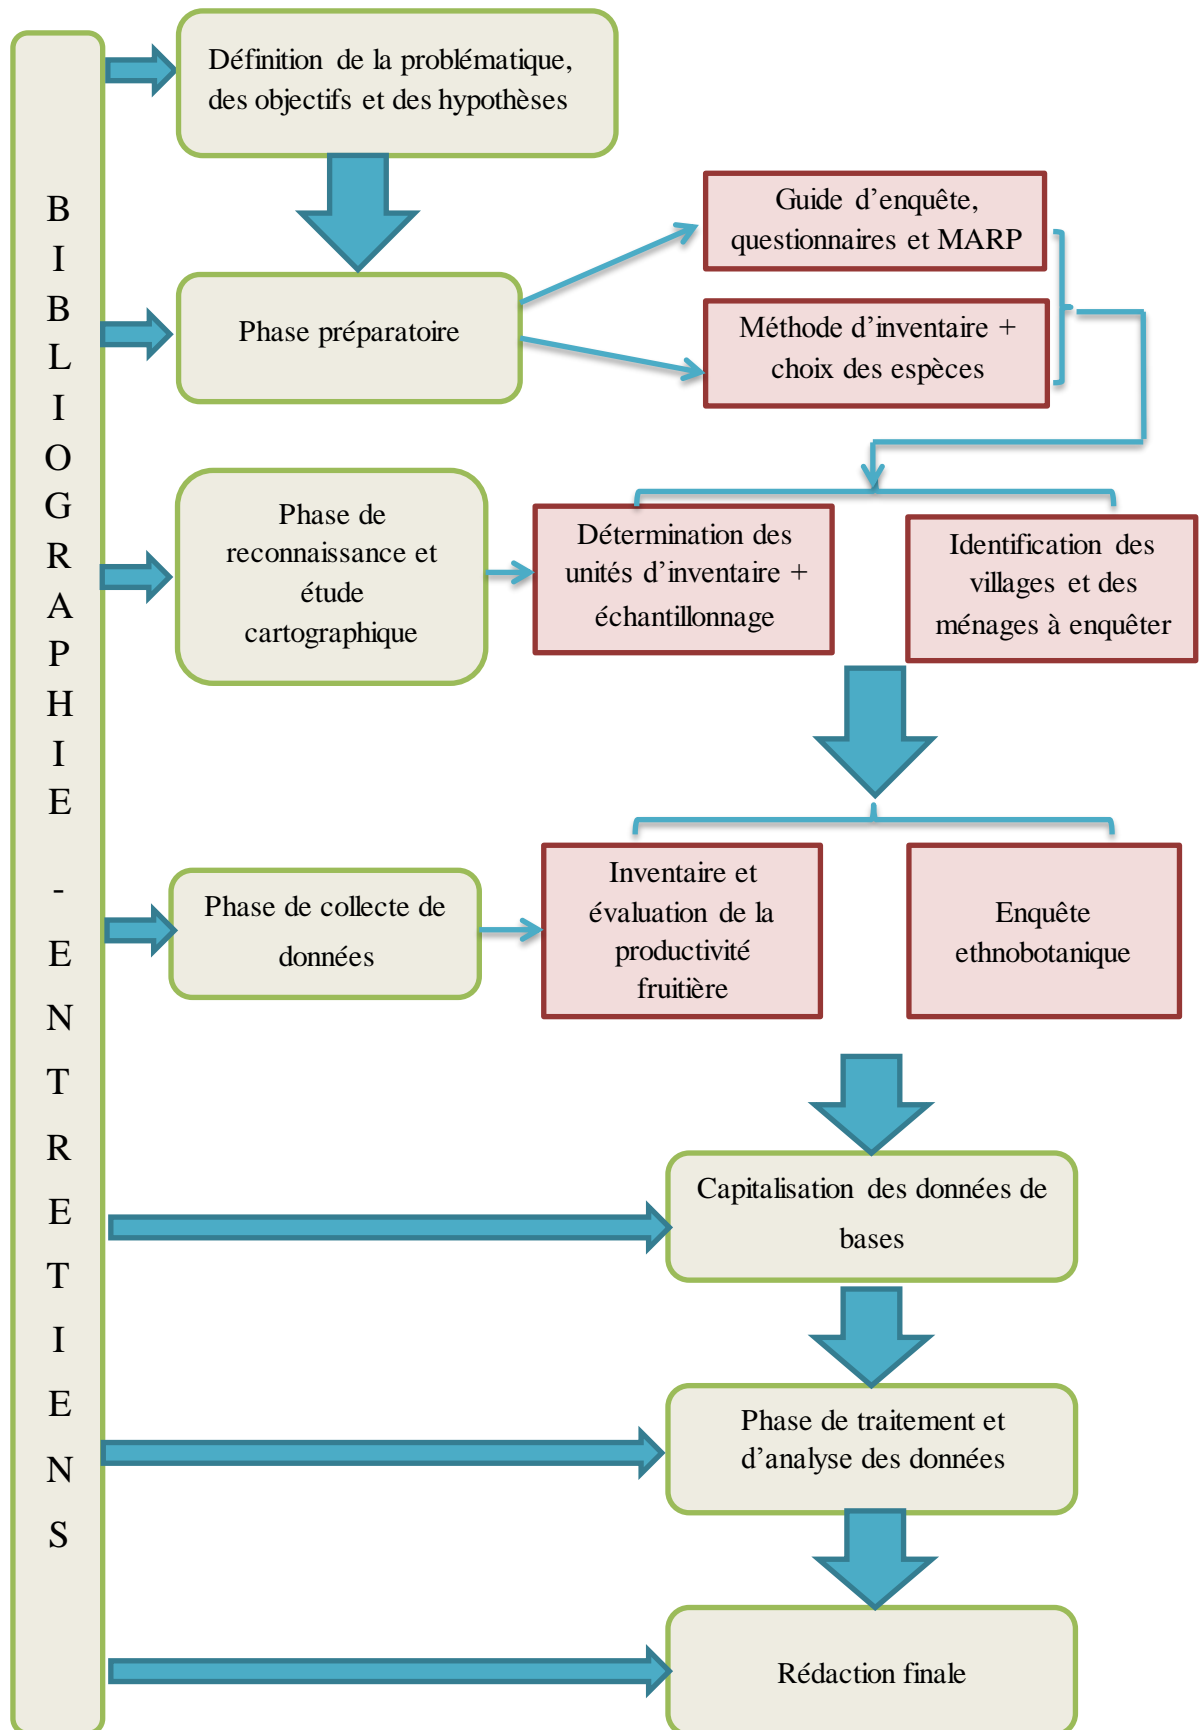 BIBLIOGRAPHIE - ENTRETIENS
Définition de la problématique,
des objectifs et des hypothèses
Guide d’enquête,
questionnaires et MARP
Phase préparatoire
Méthode d’inventaire +
choix des espèces
Phase de
reconnaissance et
étude
cartographique
Détermination des
unités d’inventaire +
échantillonnage
Identification des
villages et des
ménages à enquêter
Phase de collecte de
données
Inventaire et
évaluation de la
productivité
fruitière
Enquête
ethnobotanique
Capitalisation des données de
bases
Phase de traitement et
d’analyse des données
Rédaction finale